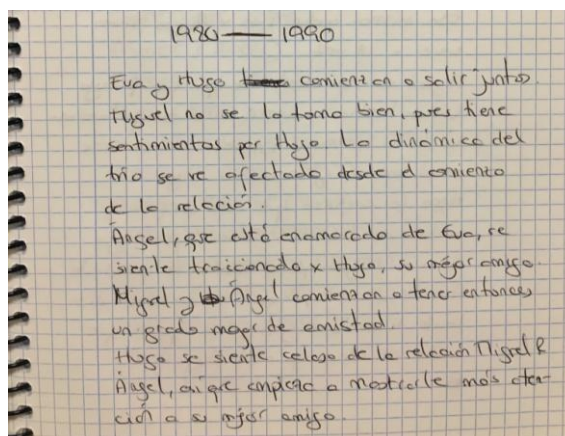 1980 — 1990
Eva y Hugo comienzan a salir juntos.
Miguel no se lo toma bien, pues tiene
sentimientos por Hugo. La dinámica del
trío se ve afectada desde el comienzo
de la relación.
Ángel, que está enamorado de Eva, se
siente traicionado x Hugo, su mejor amigo.
Miguel y Ángel comienzan a tener entonces
un grado mayor de amistad.
Hugo se siente celoso de la relación Miguel &
Ángel, así que empieza a mostrarle más aten-
ción a su mejor amigo.